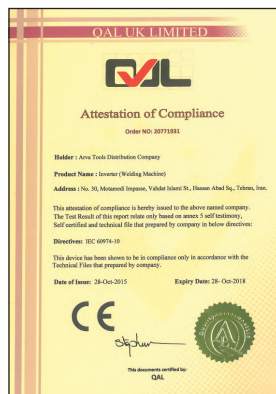 QAL UK LIMITED
QAL
Attestation of Compliance
Order NO: 20771931
Holder : Arva Tools Distribution Company
Product Name : Inverter (Welding Machine)
Address : No. 30, Motamedi Impasse, Vahdat Islami St., Hassan Abad Sq., Tehran, Iran.
This attestation of compliance is hereby issued to the above named company.
The Test Result of this report relate only based on annex 5 self testimony,
Self certified and technical file that prepared by company in below directives:
Directives: IEC 60974-10
This device has been shown to be in compliance only in accordance with the
Technical Files that prepared by company.
Date of Issue: 28-Oct-2015 Expiry Date: 28- Oct-2018
CE
This documents certified by:
QAL